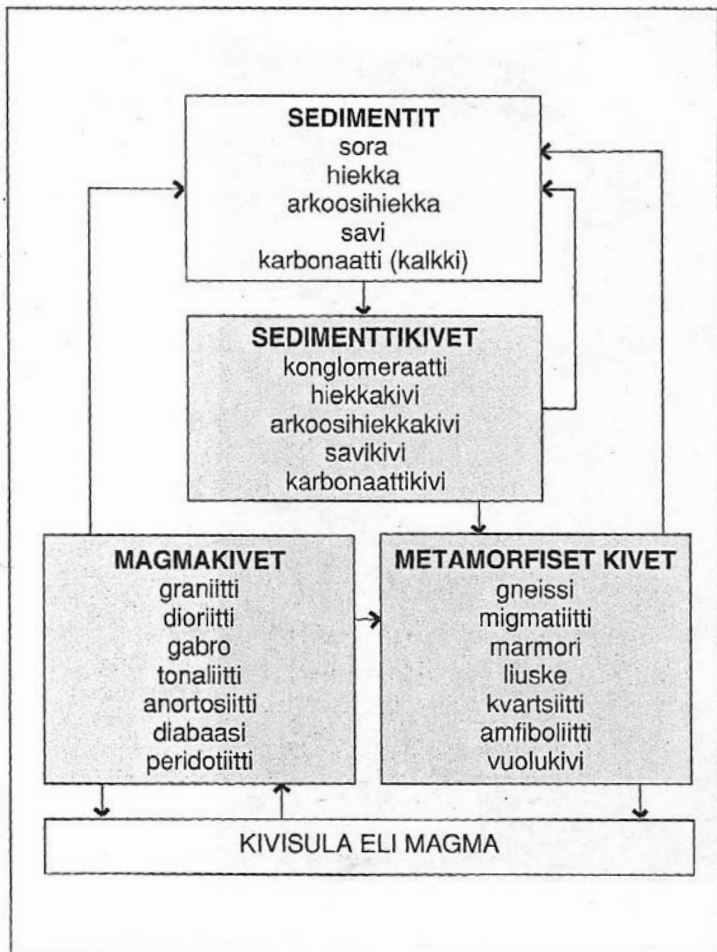 SEDIMENTIT
sora
hiekka
arkoosihiekka
savi
karbonaatti (kalkki)
SEDIMENTTIKIVET
konglomeraatti
hiekkakivi
arkoosihiekkakivi
savikivi
karbonaattikivi
MAGMAKIVET
graniitti
dioriitti
gabro
tonaliitti
anortosiitti
diabaasi
peridotiitti
METAMORFISET KIVET
gneissi
migmatiitti
marmori
liuske
kvartsiitti
amfiboliitti
vuolukivi
KIVISULA ELI MAGMA